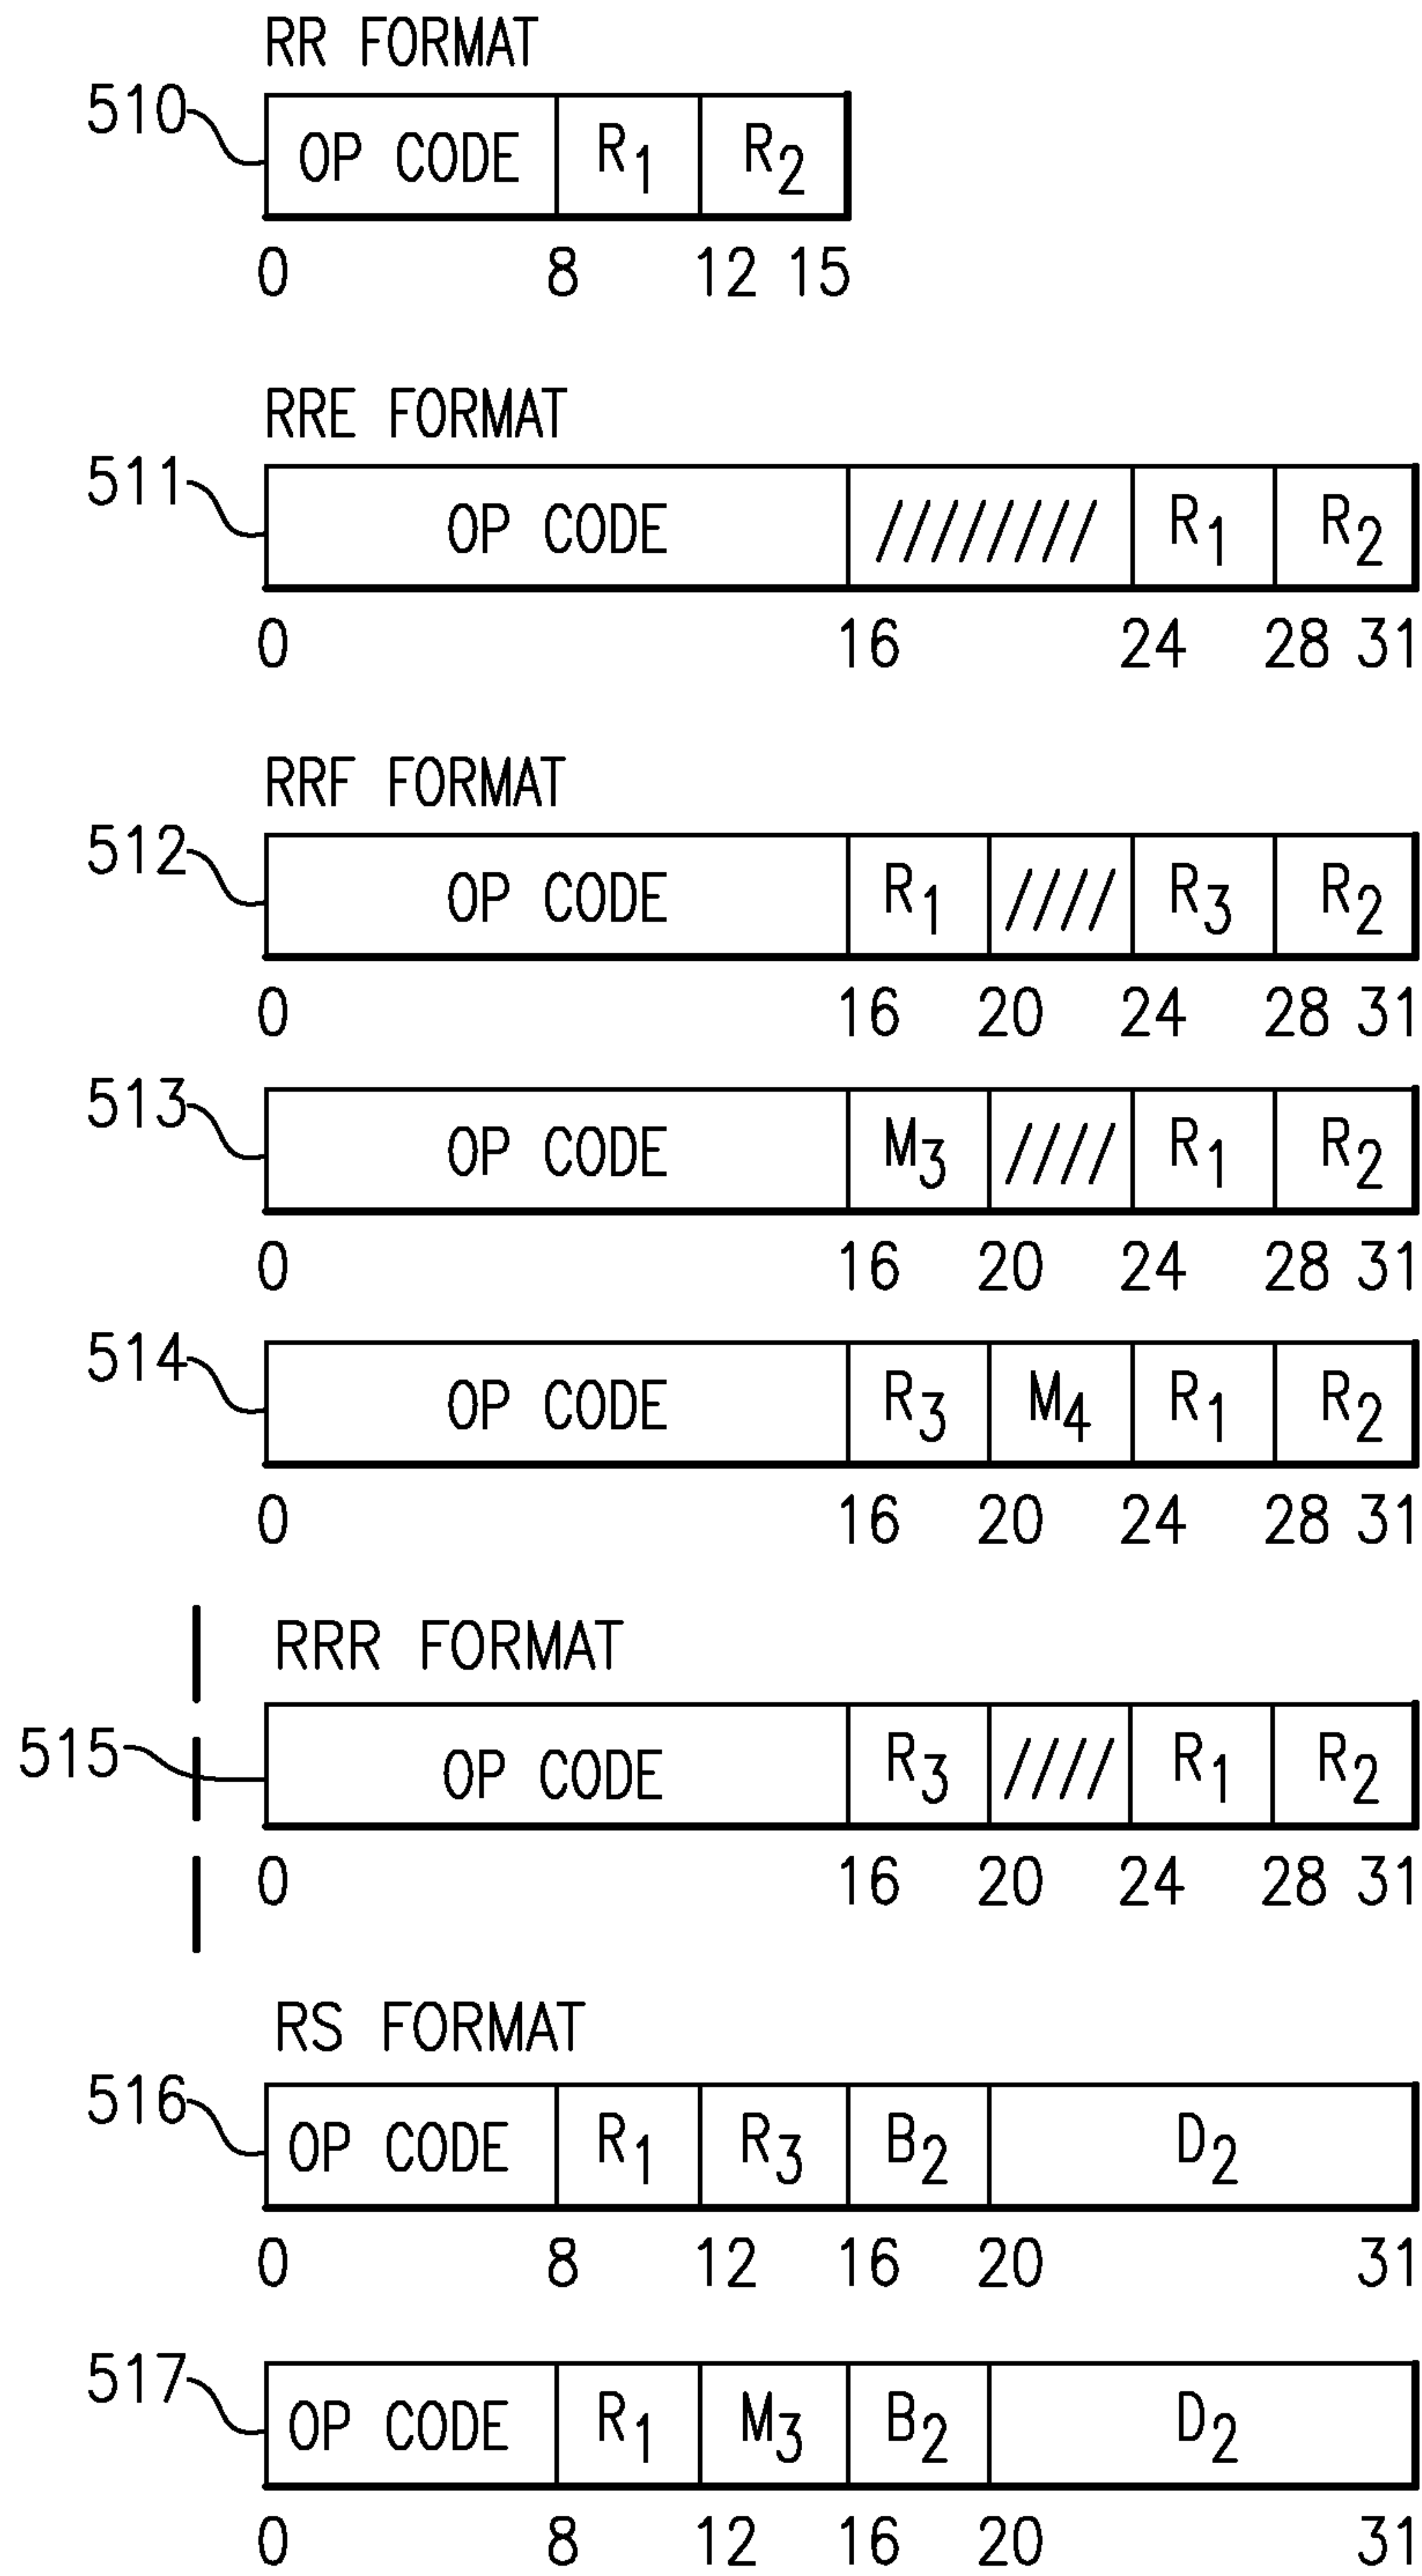 RR FORMAT
510 OP CODE R1 R2
0 8 12 15
RRE FORMAT
511 OP CODE //////// R1 R2
0 16 24 28 31
RRF FORMAT
512 OP CODE R1 //// R3 R2
0 16 20 24 28 31
513 OP CODE M3 //// R1 R2
0 16 20 24 28 31
514 OP CODE R3 M4 R1 R2
0 16 20 24 28 31
RRR FORMAT
515 OP CODE R3 //// R1 R2
0 16 20 24 28 31
RS FORMAT
516 OP CODE R1 R3 B2 D2
0 8 12 16 20 31
517 OP CODE R1 M3 B2 D2
0 8 12 16 20 31